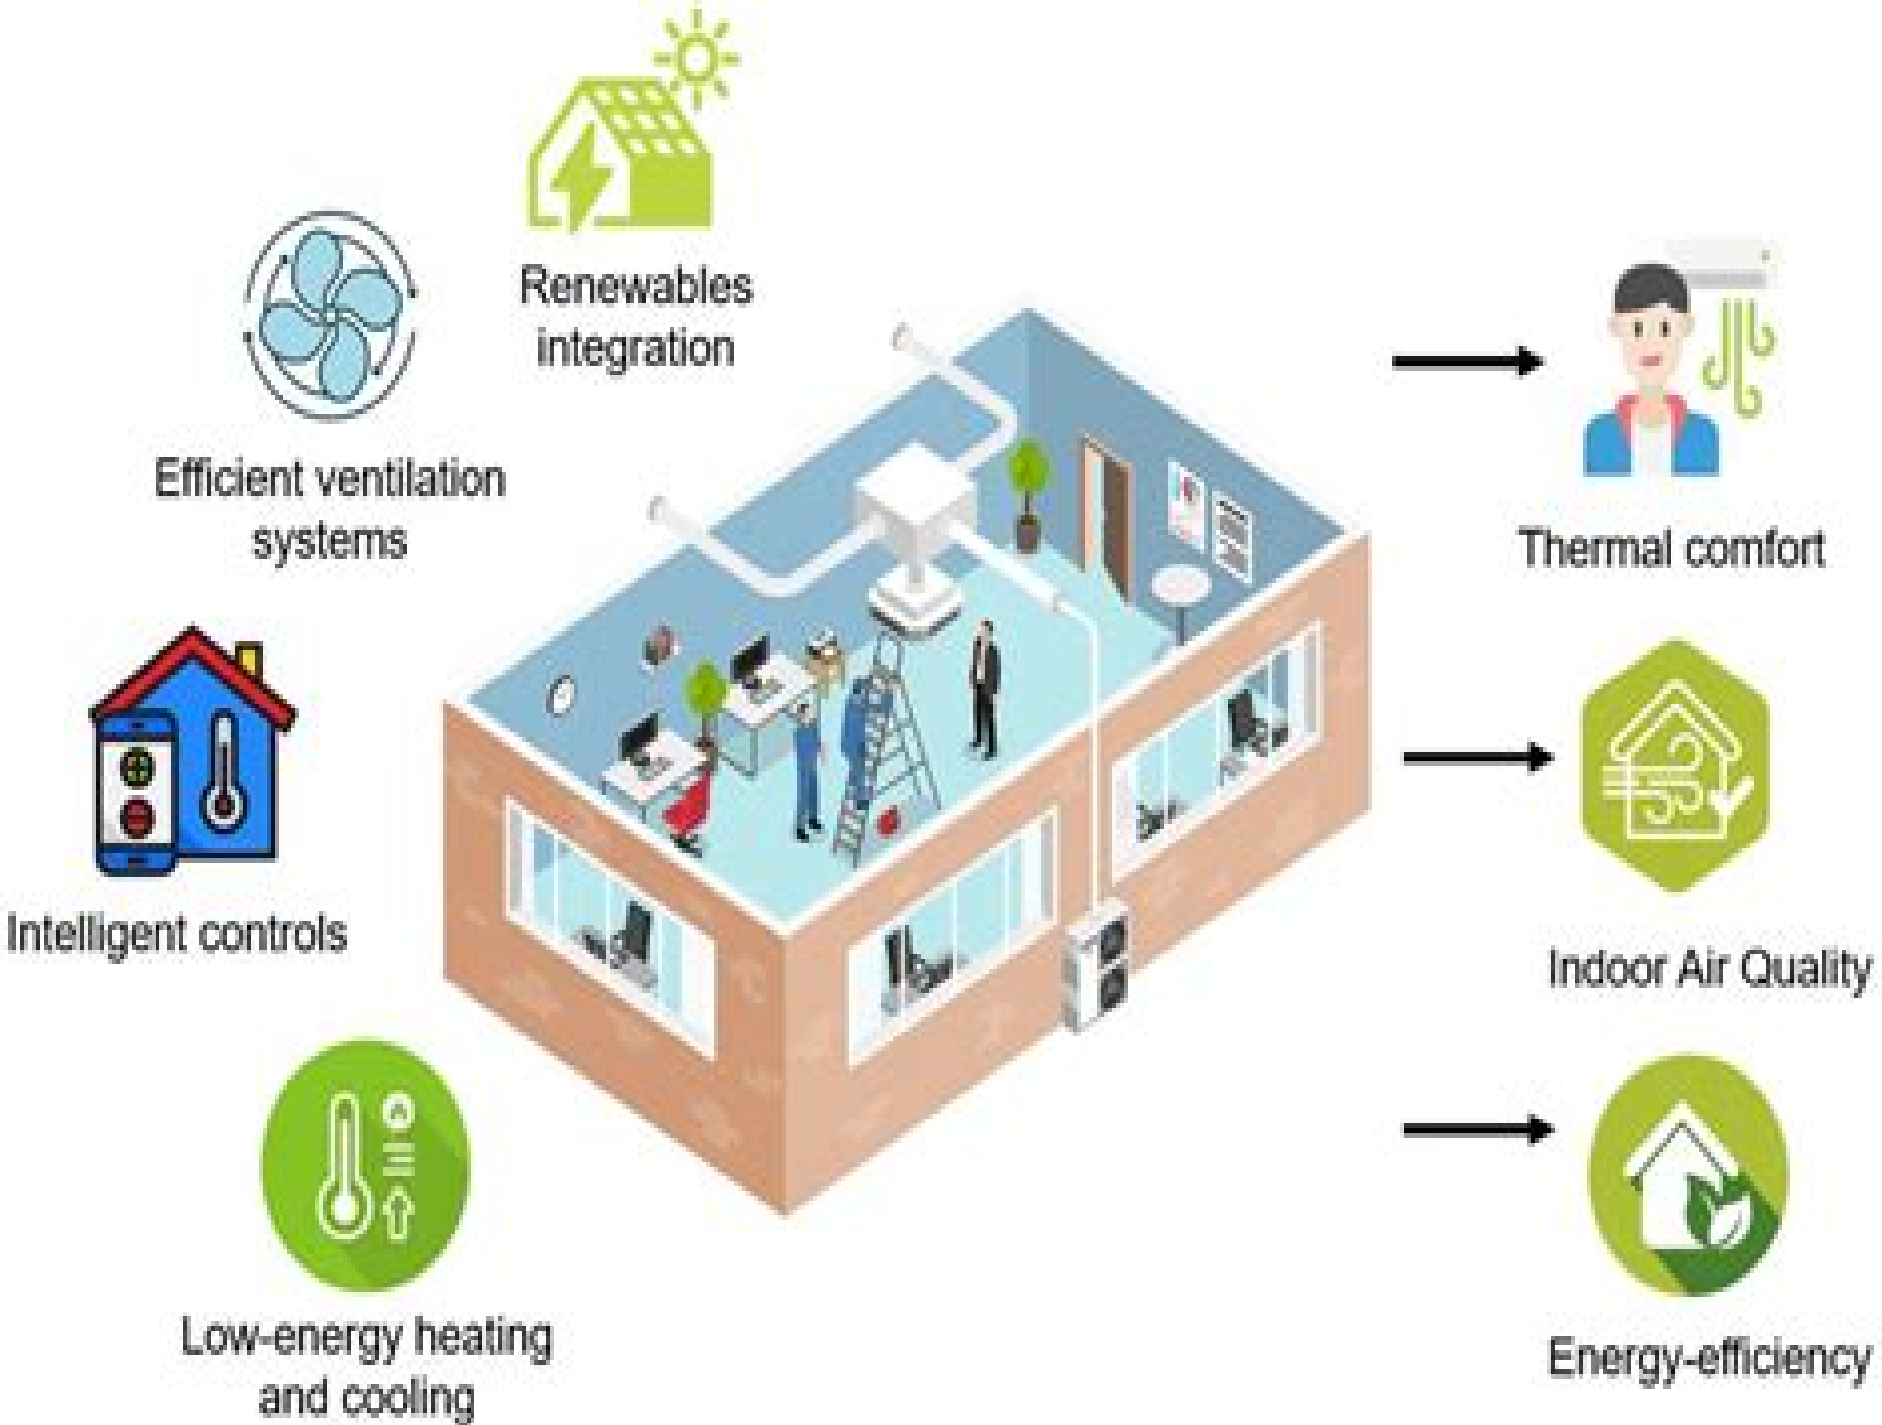 Renewables
integration
Efficient ventilation
systems
Intelligent controls
Low-energy heating
and cooling
Thermal comfort
Indoor Air Quality
Energy-efficiency